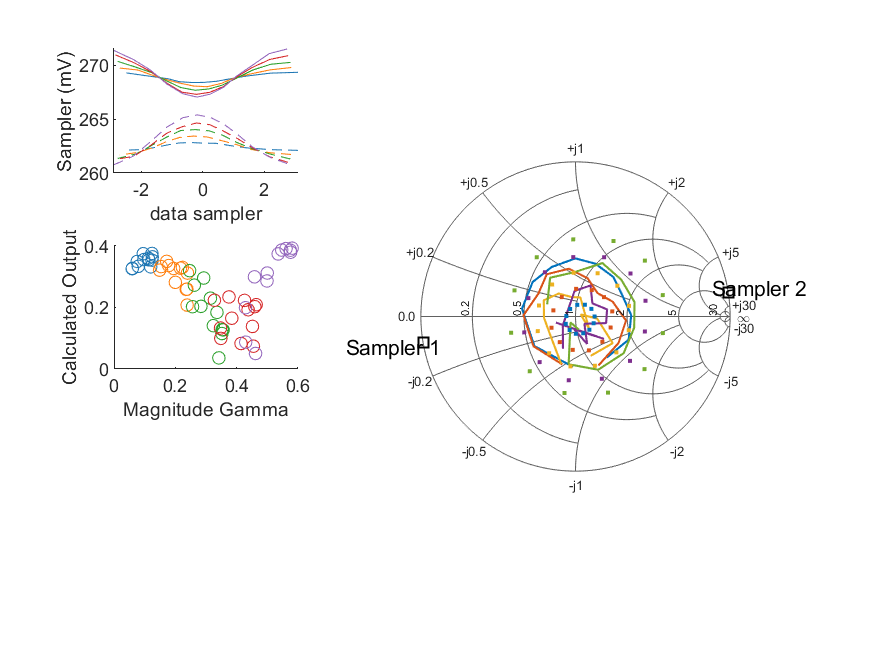 Sampler (mV)
270
265
260
-2
0
2
data sampler
Calculated Output
0.4
0.2
0
0
0.2
0.4
0.6
Magnitude Gamma
+j1
+j0.5
+j2
+j0.2
+j5
Sampler 2
+j30
0.0
0.2
0.5
1
2
5
30
∞
-j30
Sampler 1
-j0.2
-j5
-j0.5
-j2
-j1